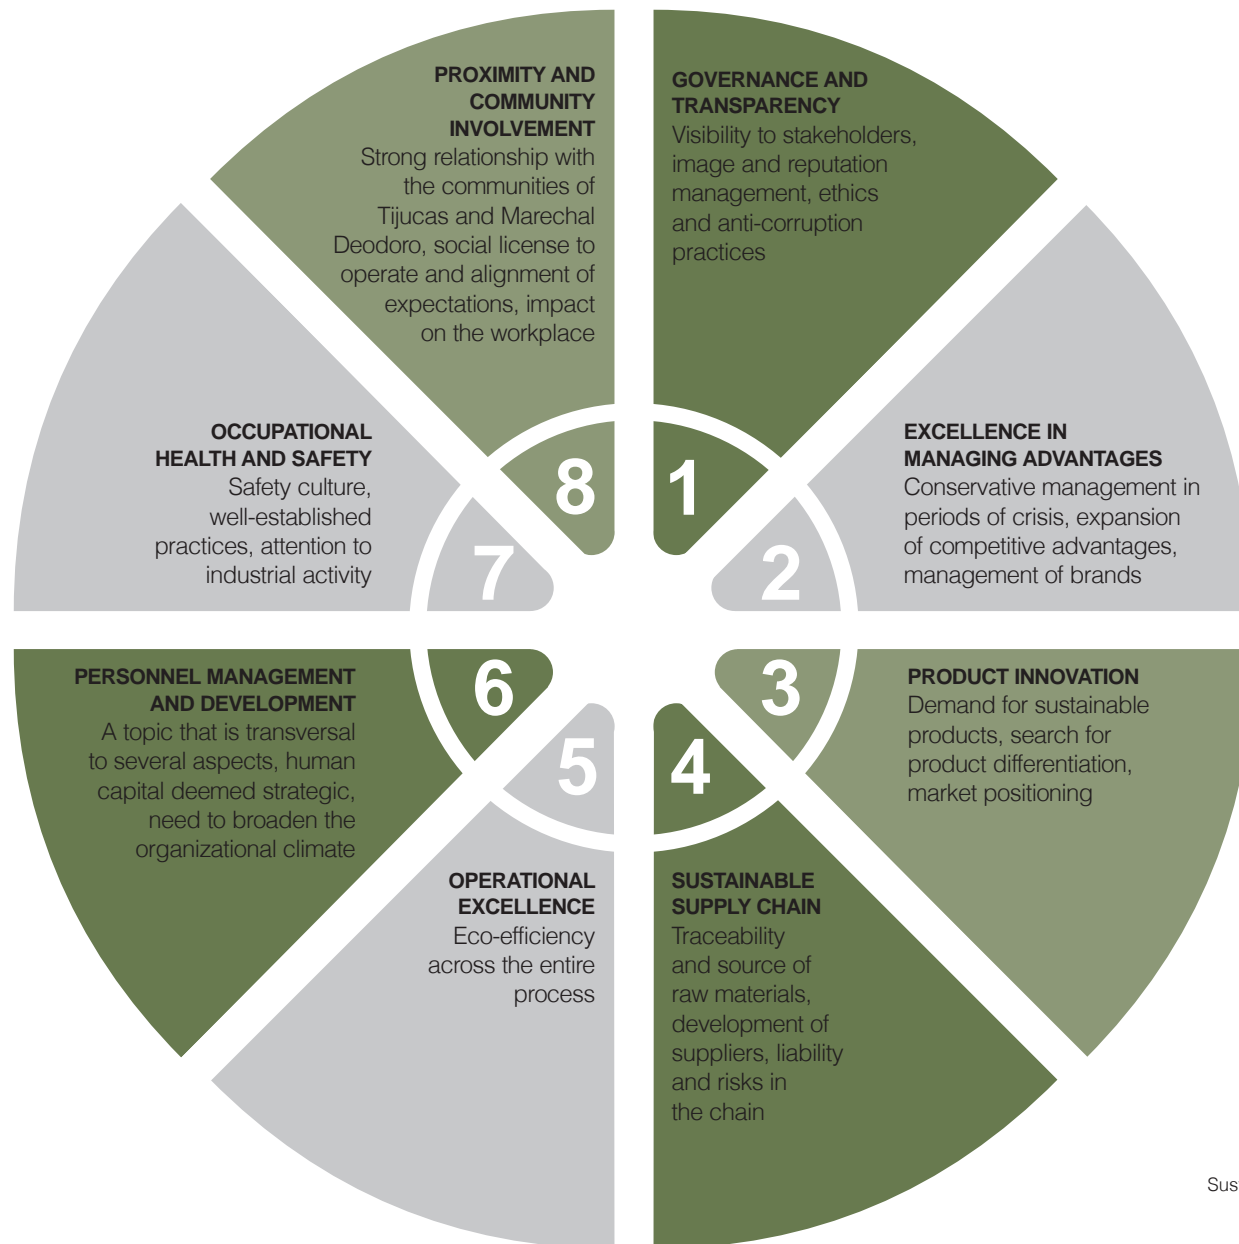 PROXIMITY AND
COMMUNITY
INVOLVEMENT
Strong relationship with
the communities of
Tijucas and Marechal
Deodoro, social license to
operate and alignment of
expectations, impact
on the workplace
8
GOVERNANCE AND
TRANSPARENCY
Visibility to stakeholders,
image and reputation
management, ethics
and anti-corruption
practices
1
EXCELLENCE IN
MANAGING ADVANTAGES
Conservative management in
periods of crisis, expansion
of competitive advantages,
management of brands
2
PRODUCT INNOVATION
Demand for sustainable
products, search for
product differentiation,
market positioning
3
SUSTAINABLE
SUPPLY CHAIN
Traceability
and source of
raw materials,
development of
suppliers, liability
and risks in
the chain
4
OPERATIONAL
EXCELLENCE
Eco-efficiency
across the entire
process
5
PERSONNEL MANAGEMENT
AND DEVELOPMENT
A topic that is transversal
to several aspects, human
capital deemed strategic,
need to broaden the
organizational climate
6
OCCUPATIONAL
HEALTH AND SAFETY
Safety culture,
well-established
practices, attention to
industrial activity
7
Sus